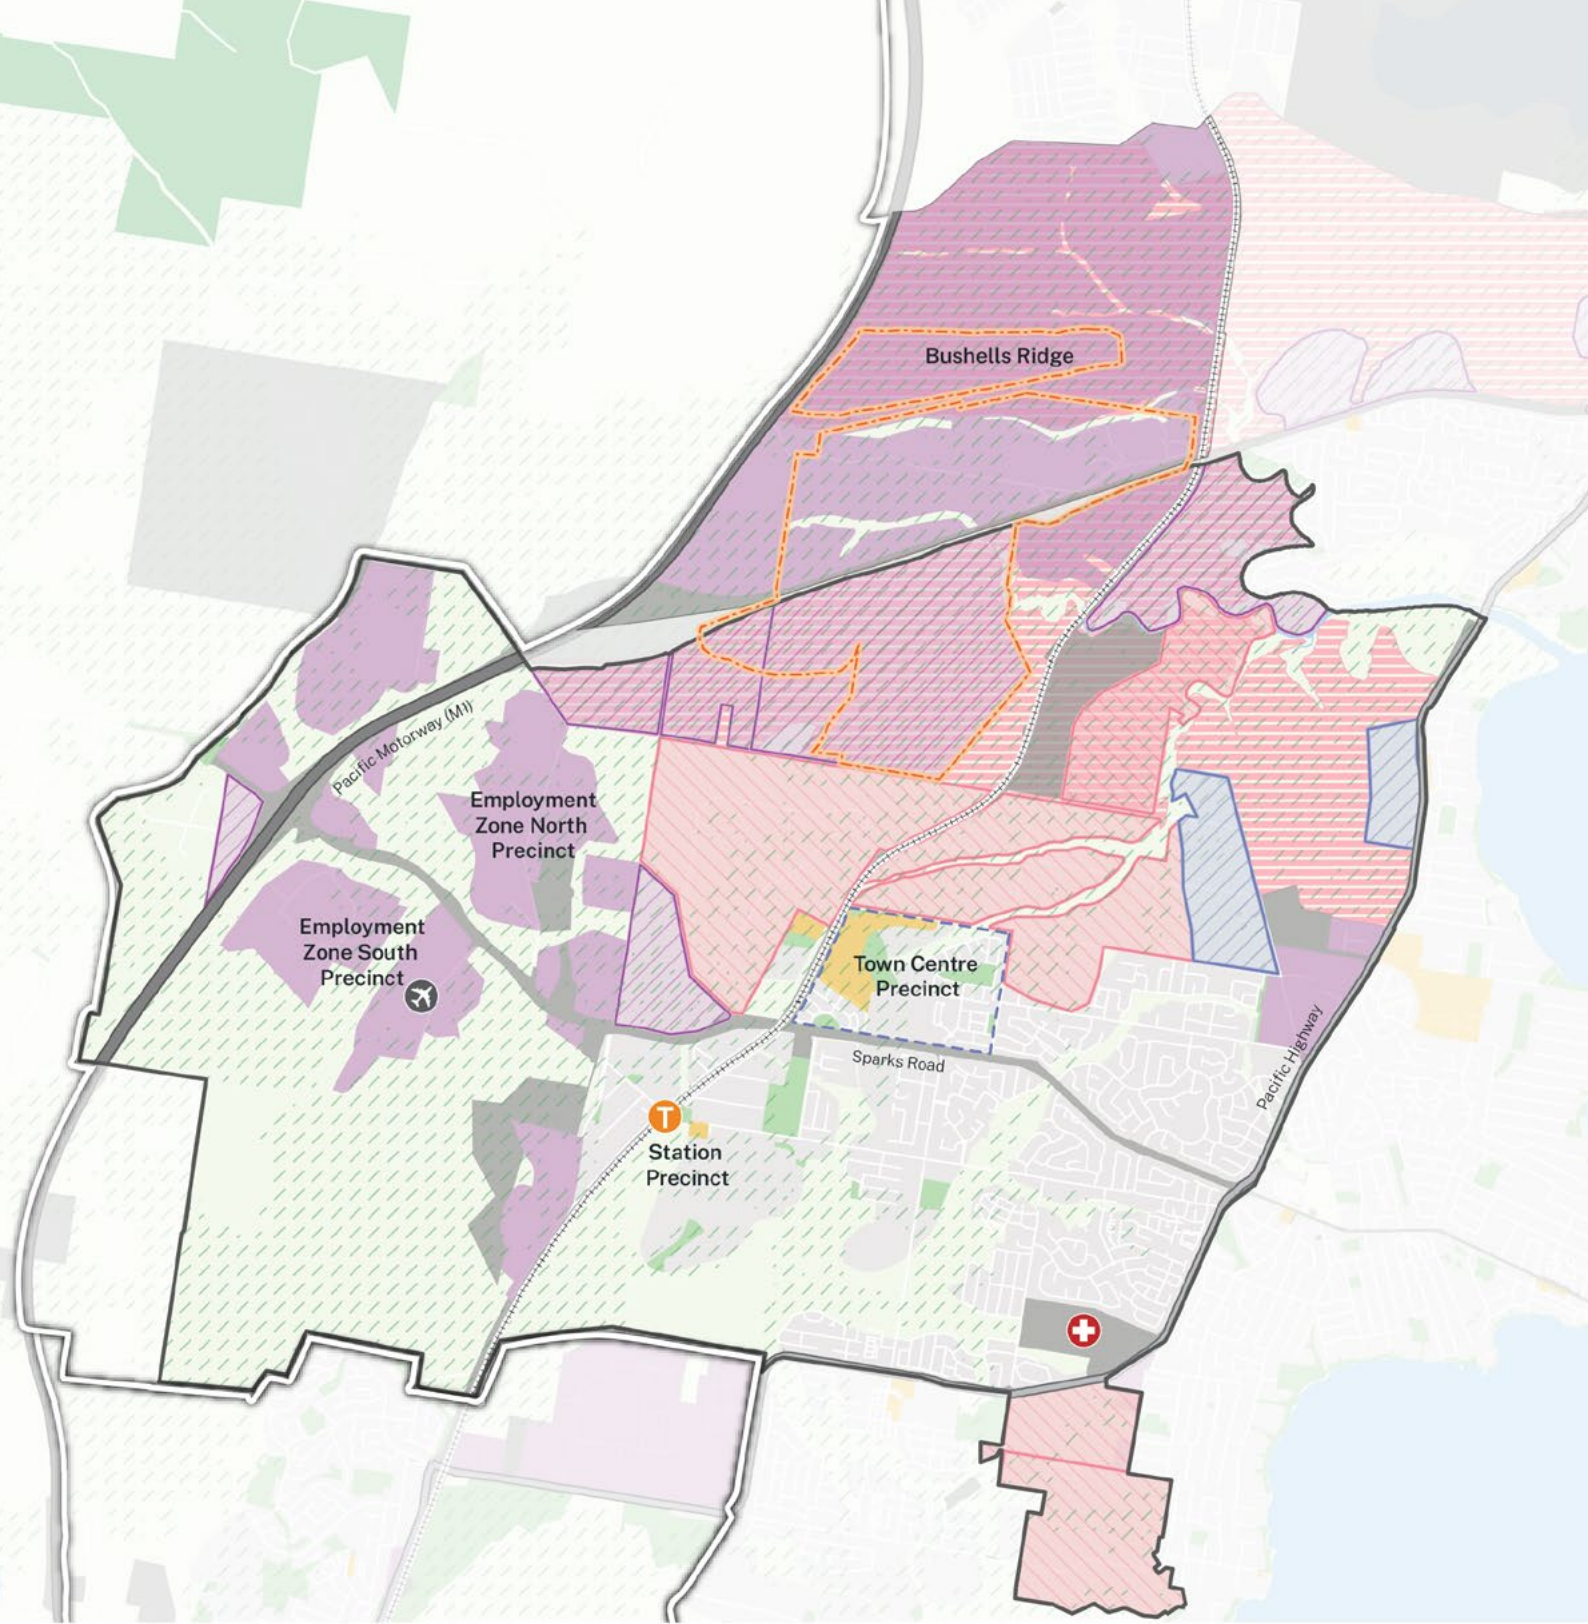 Bushells Ridge
Pacific Motorway (M1)
Employment
Zone North
Precinct
Employment
Zone South
Precinct
Town Centre
Precinct
Sparks Road
Pacific Highway
T
Station
Precinct